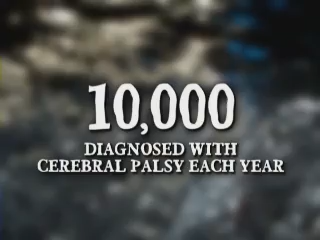 10,000
DIAGNOSED WITH
CEREBRAL PALSY EACH YEAR